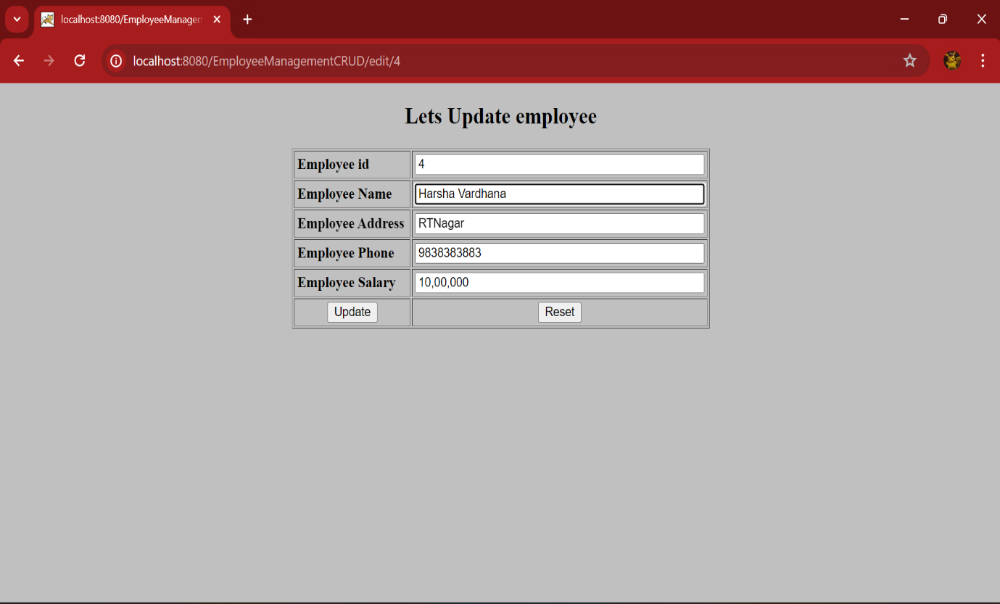 localhost:8080/EmployeeManagen
localhost:8080/EmployeeManagementCRUD/edit/4
Lets Update employee
Employee id 4
Employee Name Harsha Vardhana
Employee Address RTNagar
Employee Phone 9838383883
Employee Salary 10,00,000
Update Reset